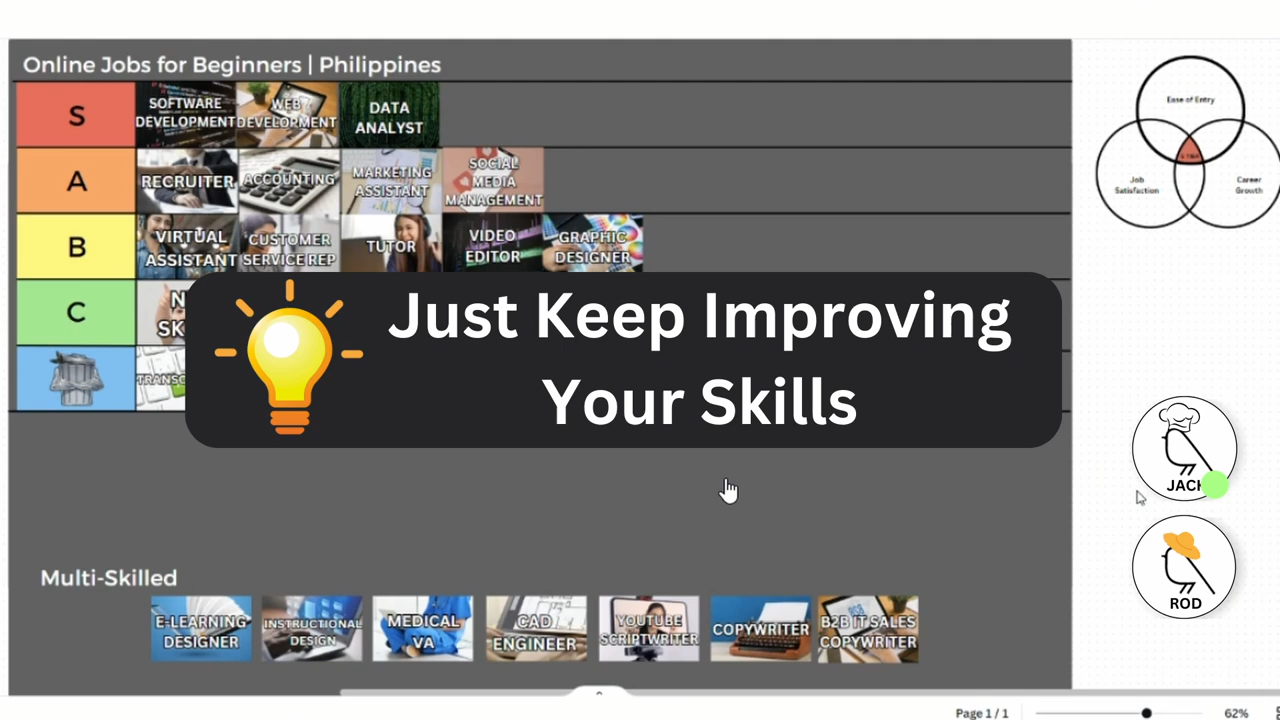 Online Jobs for Beginners | Philippines
S
SOFTWARE
DEVELOPMENT
WEB
DEVELOPMENT
DATA
ANALYST
A
RECRUITER
ACCOUNTING
MARKETING
ASSISTANT
SOCIAL
MEDIA
MANAGEMENT
B
VIRTUAL
ASSISTANT
CUSTOMER
SERVICE REP
TUTOR
VIDEO
EDITOR
GRAPHIC
DESIGNER
C
Just Keep Improving
Your Skills
Multi-Skilled
E-LEARNING
DESIGNER
INSTRUCTIONAL
DESIGN
MEDICAL
VA
CAD
ENGINEER
YOUTUBE
SCRIPTWRITER
COPYWRITER
B2B IT SALES
COPYWRITER
Ease of Entry
Job
Satisfaction
Career
Growth
JACK
ROD
Page 1 / 1
62%